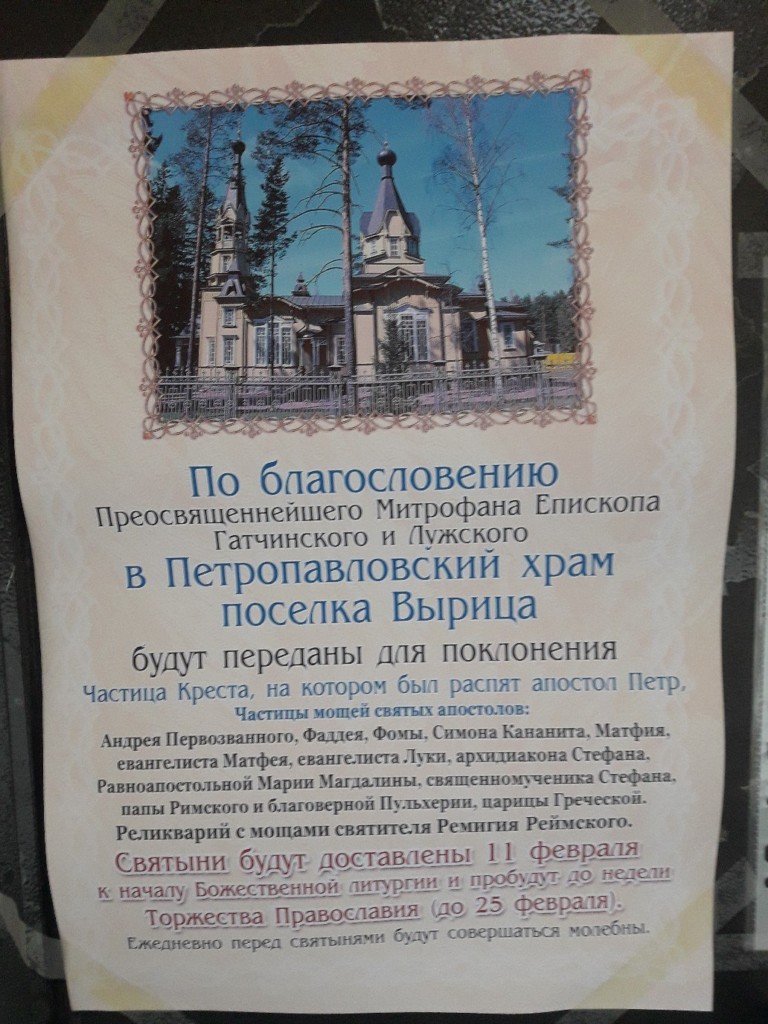 По благословению
Преосвященнейшего Митрофана Епископа
Гатчинского и Лужского
в Петропавловский храм
поселка Вырица
будут переданы для поклонения
Частица Креста, на котором был распят апостол Петр,
Частицы мощей святых апостолов:
Андрея Первозванного, Фаддея, Фомы, Симона Кананита, Матфия,
евангелиста Матфея, евангелиста Луки, архидиакона Стефана,
Равноапостольной Марии Магдалины, священномученика Стефана,
папы Римского и благоверной Пульхерии, царицы Греческой.
Реликварий с мощами святителя Ремигия Реймского.
Святыни будут доставлены 11 февраля
к началу Божественной литургии и пробудут до недели
Торжества Православия (до 25 февраля).
Ежедневно перед святынями будут совершаться молебны.